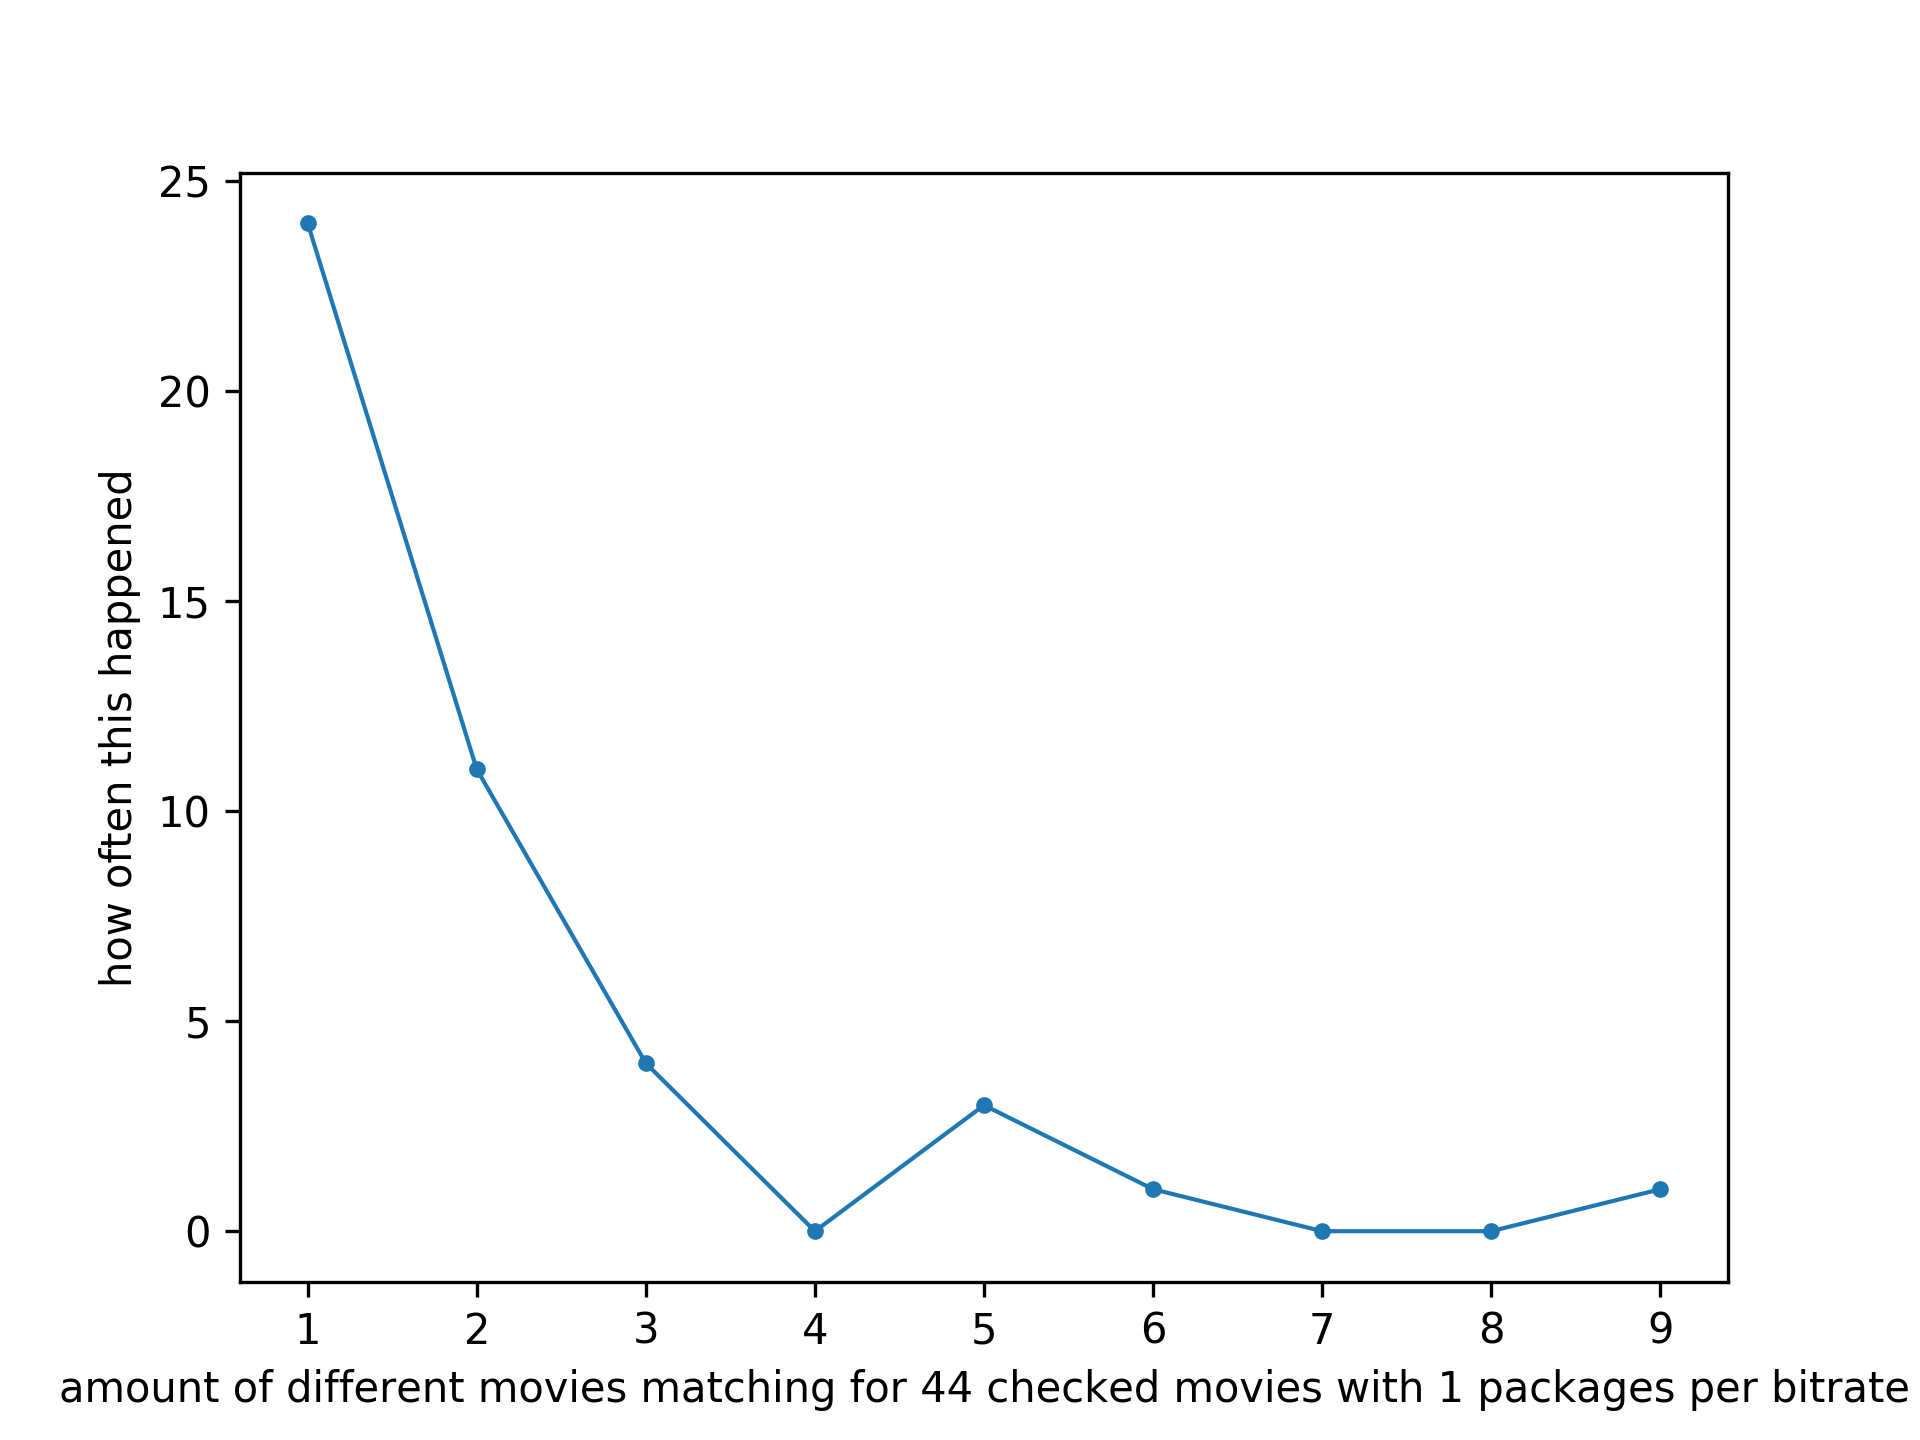 25
20
15
10
5
0
how often this happened
1 2 3 4 5 6 7 8 9
amount of different movies matching for 44 checked movies with 1 packages per bitrate